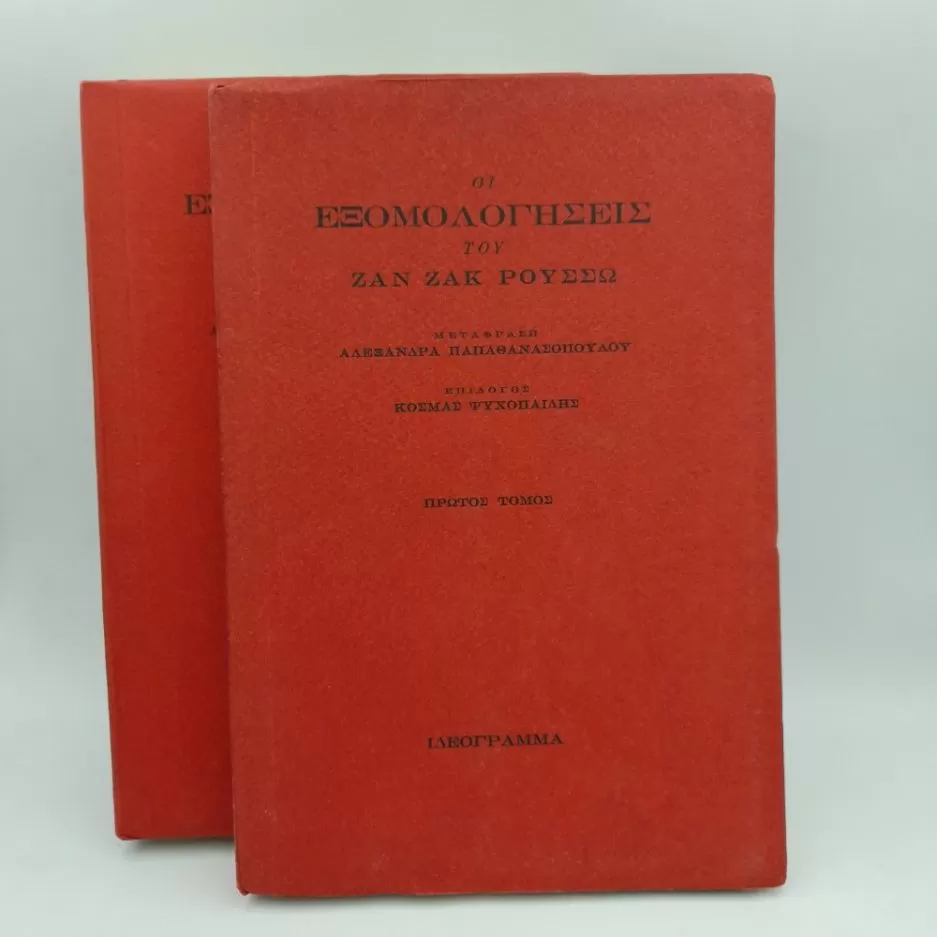 ΟΙ
ΕΞΟΜΟΛΟΓΗΣΕΙΣ
ΤΟΥ
ΖΑΝ ΖΑΚ ΡΟΥΣΣΩ
ΜΕΤΑΦΡΑΣΗ
ΑΛΕΞΑΝΔΡΑ ΠΑΠΑΘΑΝΑΣΟΠΟΥΛΟΥ
ΕΠΙΛΟΓΟΣ
ΚΟΣΜΑΣ ΨΥΧΟΠΑΙΔΗΣ
ΠΡΩΤΟΣ ΤΟΜΟΣ
ΙΔΕΟΓΡΑΜΜΑ